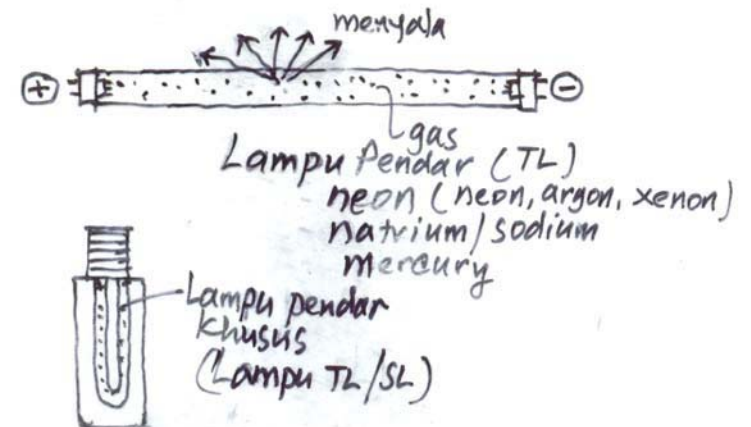 menyala
+
−
gas
Lampu Pendar (TL)
neon (neon, argon, xenon)
natrium/sodium
mercury
Lampu pendar
khusus
(Lampu TL/SL)